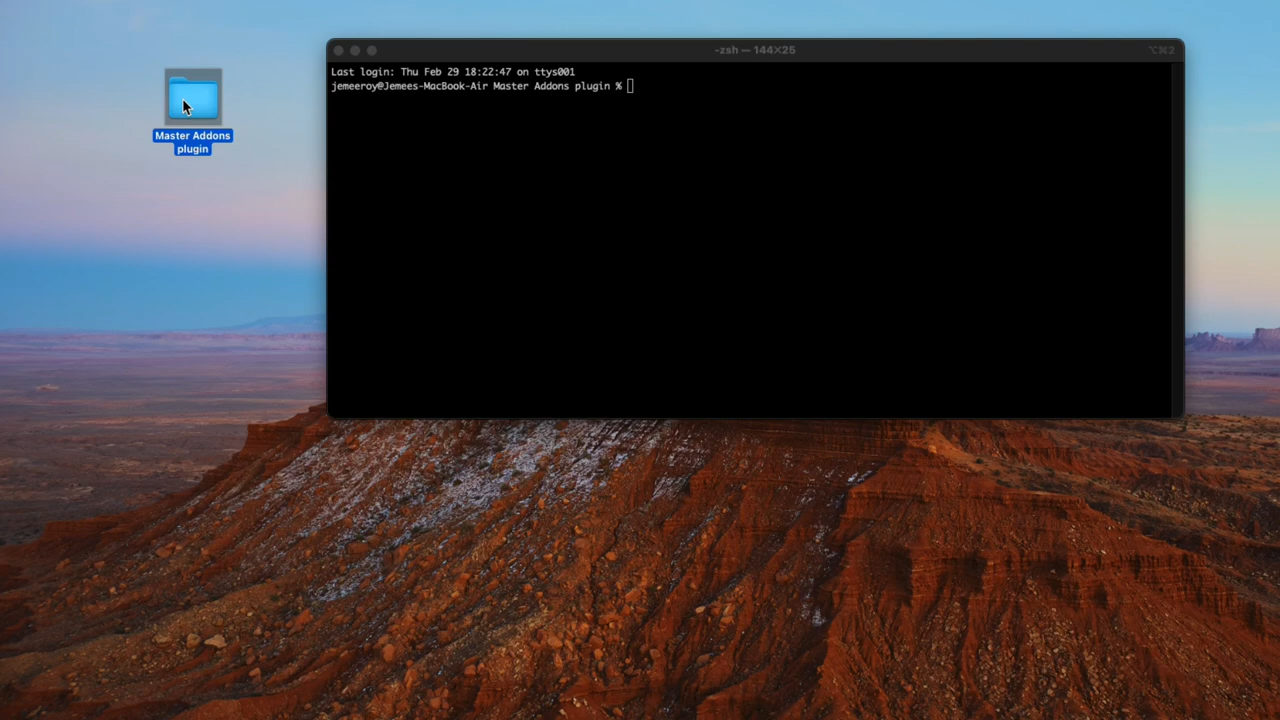 -zsh — 144×25
⌥⌘2
Last login: Thu Feb 29 18:22:47 on ttys001
jemeeroy@Jemees-MacBook-Air Master Addons plugin %
Master Addons
plugin